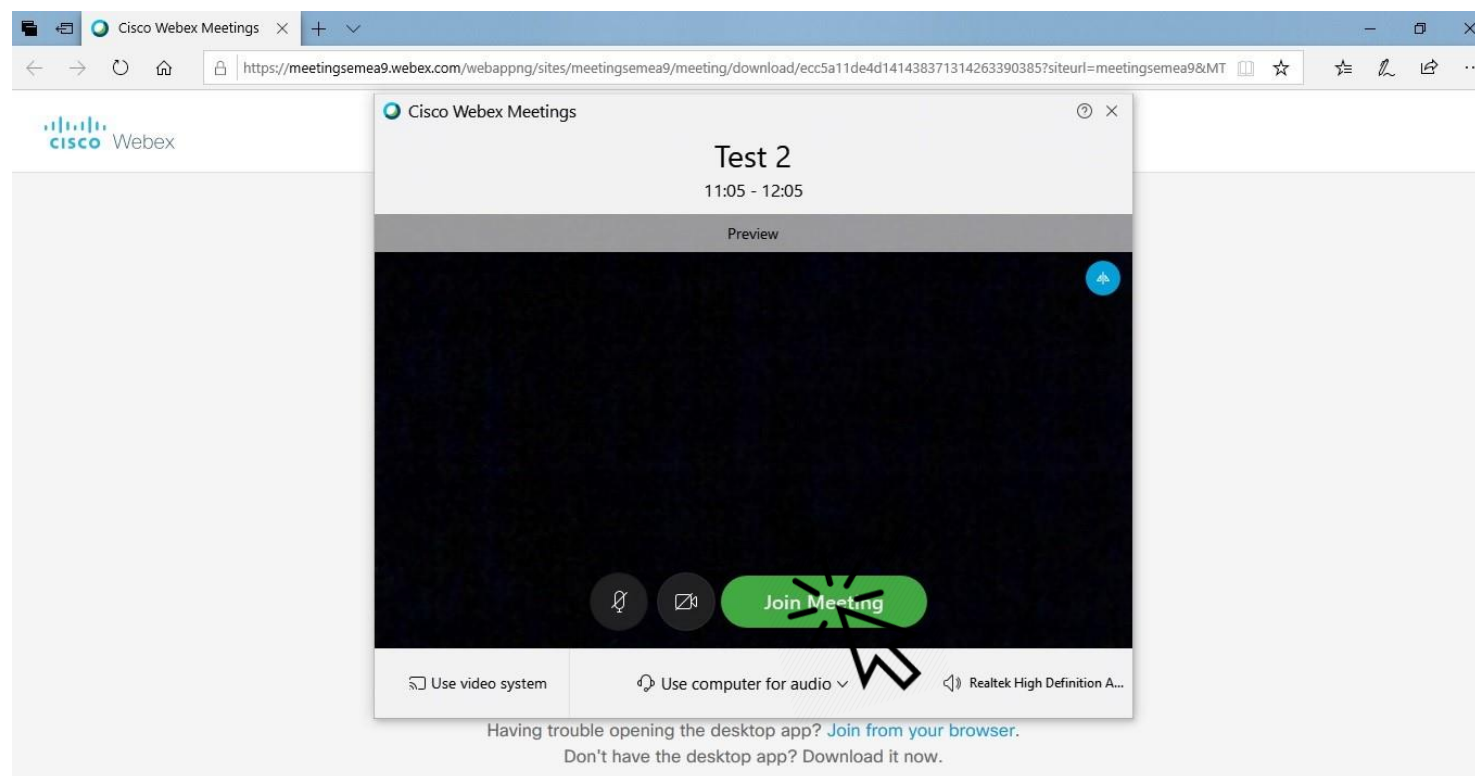 Cisco Webex Meetings
https://meetingsemea9.webex.com/webappng/sites/meetingsemea9/meeting/download/ecc5a11de4d141438371314263390385?siteurl=meetingsemea9&MT
cisco Webex
Cisco Webex Meetings
Test 2
11:05 - 12:05
Preview
Join Meeting
Use video system
Use computer for audio
Realtek High Definition A...
Having trouble opening the desktop app? Join from your browser.
Don't have the desktop app? Download it now.